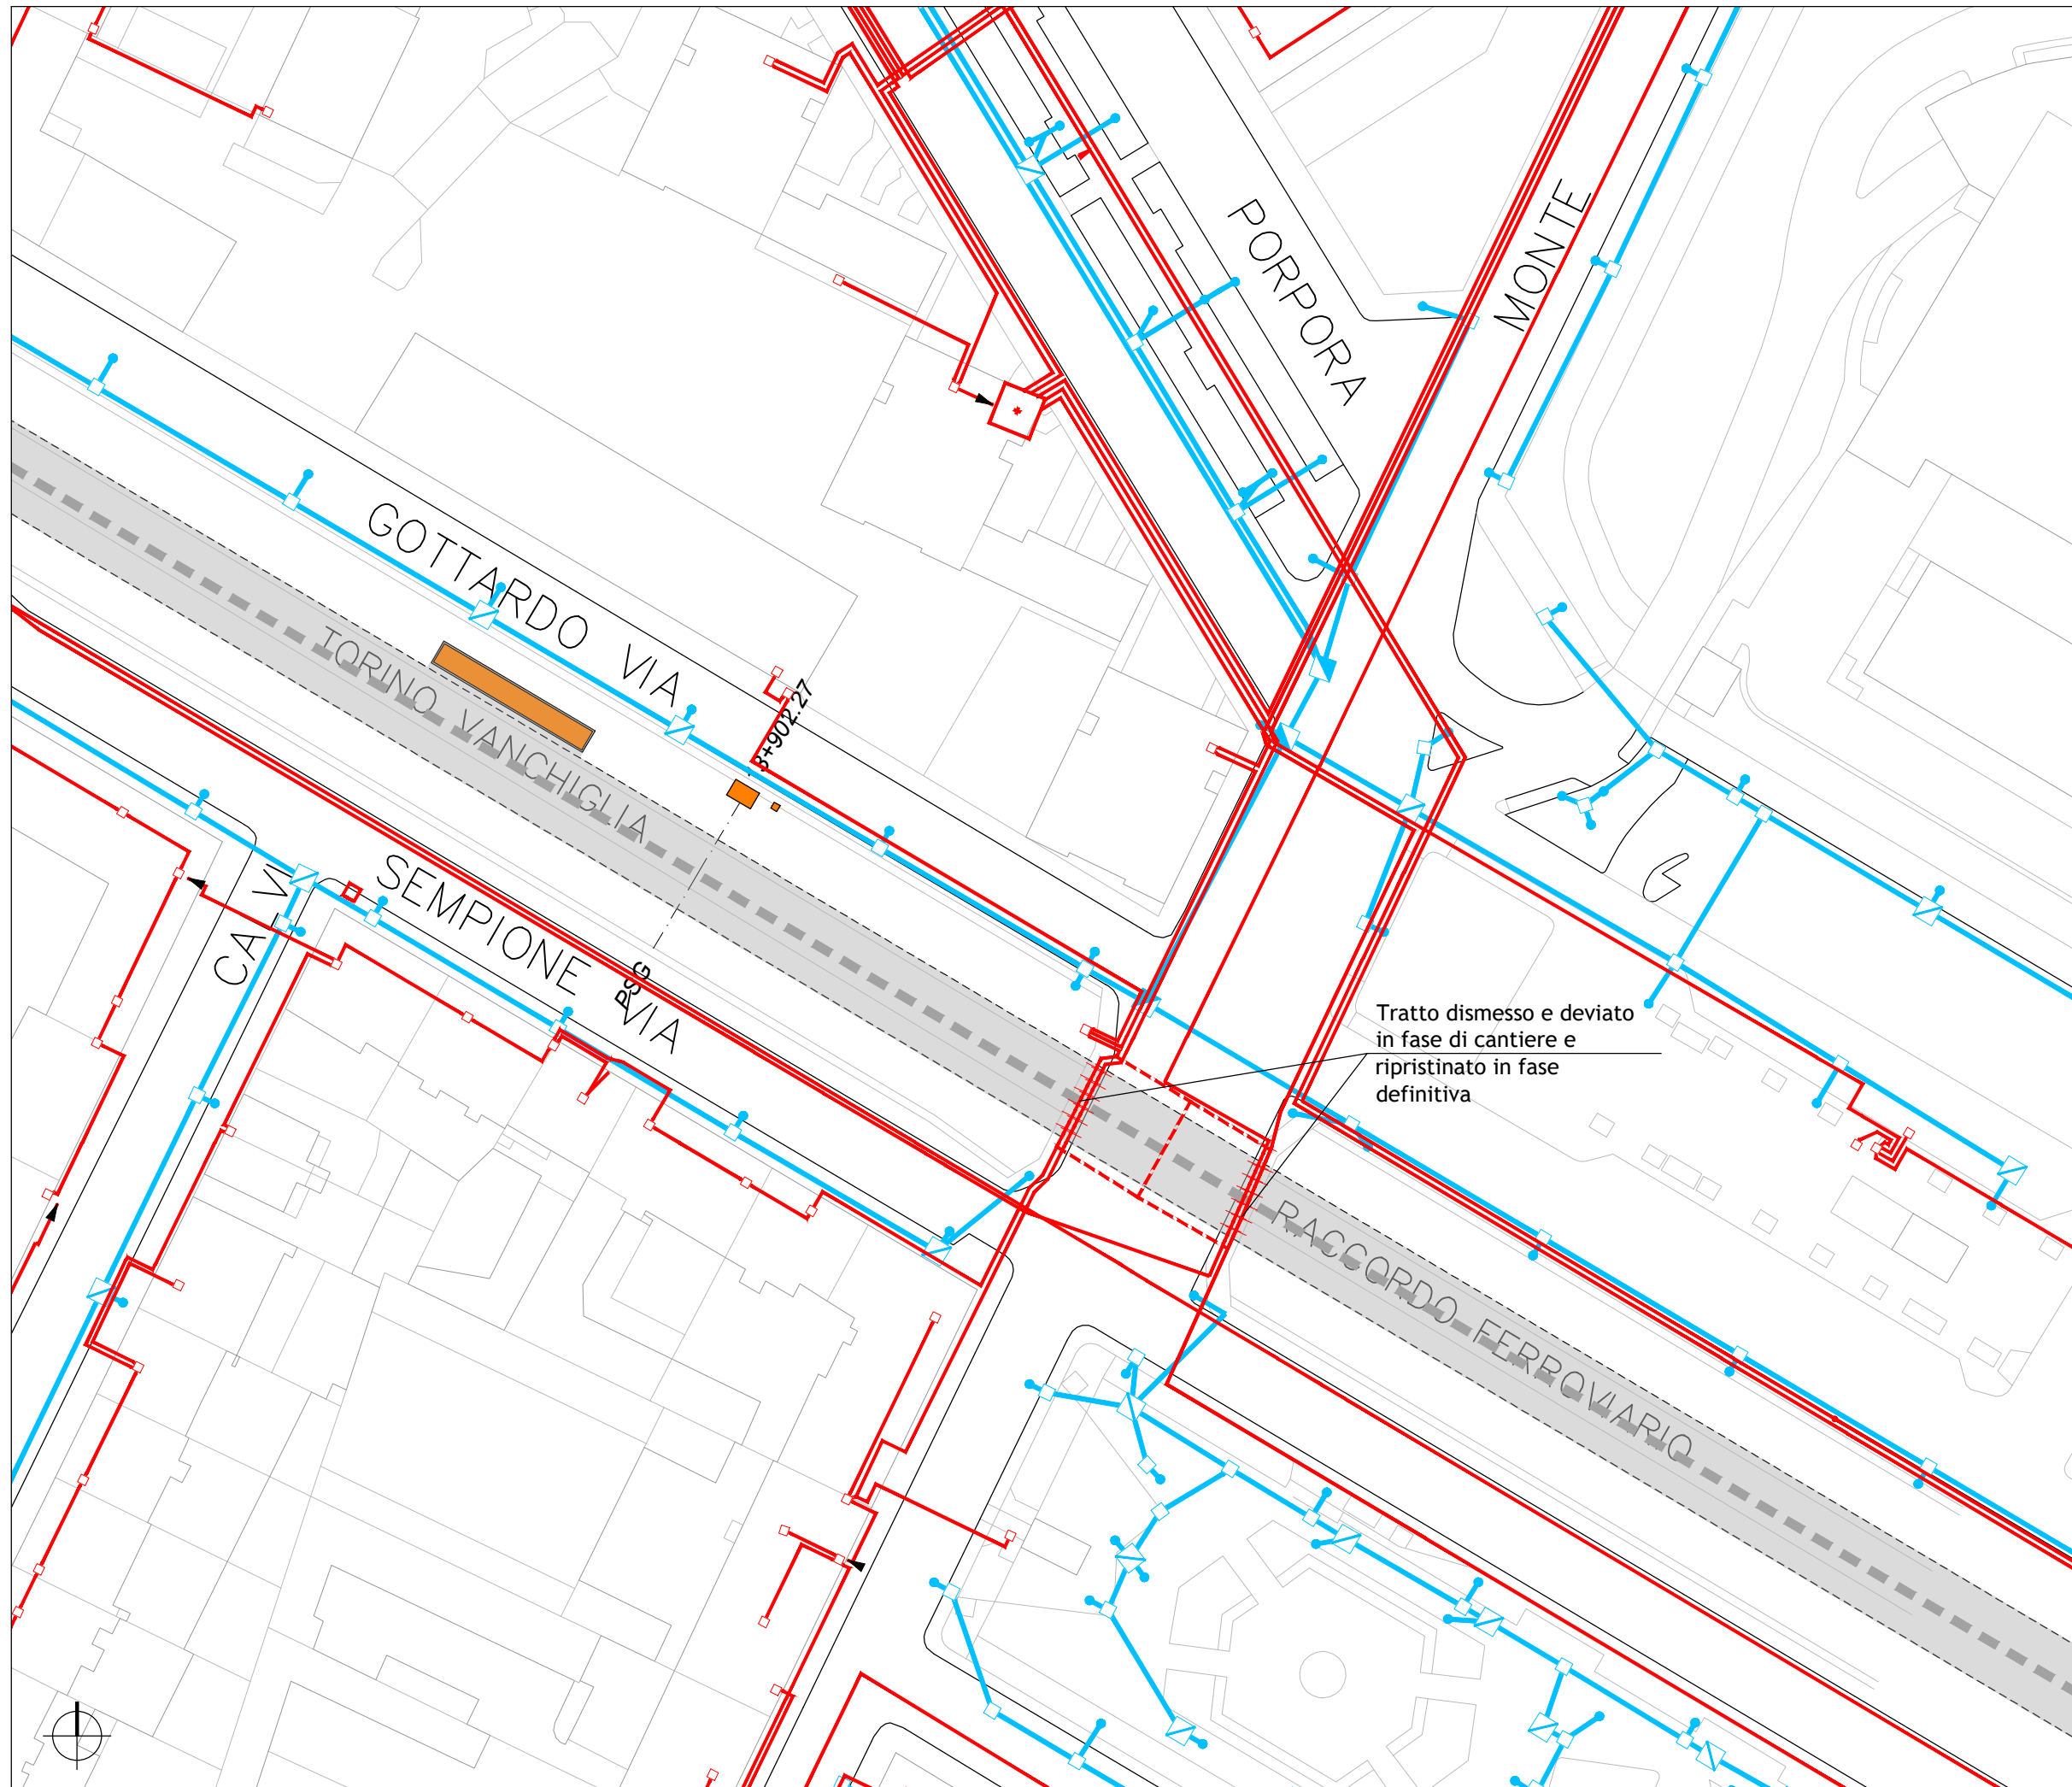 PORPORA
MONTE
GOTTARDO VIA
TORINO VANCHIGLIA
3+902.27
SEMPIONE VIA
PSG
Tratto dismesso e deviato
in fase di cantiere e
ripristinato in fase
definitiva
RACCORDO FERROVIARIO